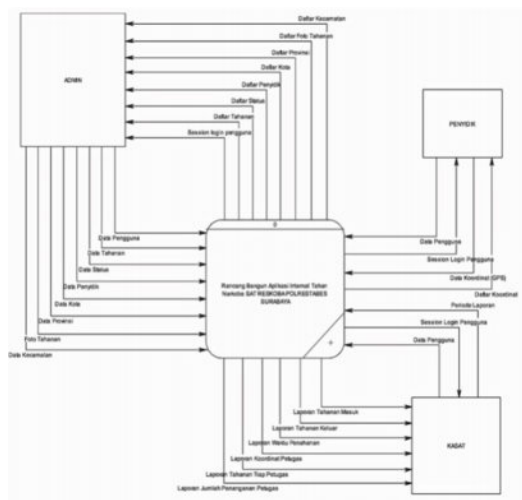 Daftar Kecamatan
Daftar Foto Tahanan
Daftar Provinsi
Daftar Kota
Daftar Penyidik
Daftar Status
Daftar Tahanan
Session login pengguna
ADMIN
PENYIDIK
0
Rancang Bangun Aplikasi Internal Tahan
Narkoba SATRESKOBA POLRESTABES
SURABAYA
+
Data Pengguna
Data Tahanan
Data Status
Data Penyidik
Data Kota
Data Provinsi
Foto Tahanan
Data Kecamatan
Data Pengguna
Session Login Pengguna
Data Koordinat (GPS)
Daftar Koordinat
Periode Laporan
Session Login Pengguna
Data Pengguna
Laporan Tahanan Masuk
Laporan Tahanan Keluar
Laporan Waktu Penahanan
Laporan Koordinat Petugas
Laporan Tahanan Tiap Petugas
Laporan Jumlah Penanganan Petugas
KASAT